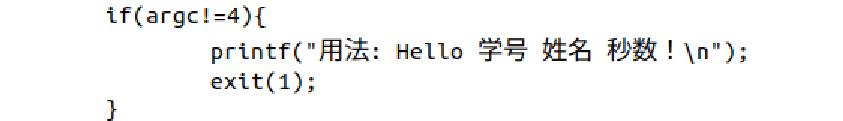 if(argc!=4){
printf("用法: Hello 学号 姓名 秒数！\n");
exit(1);
}